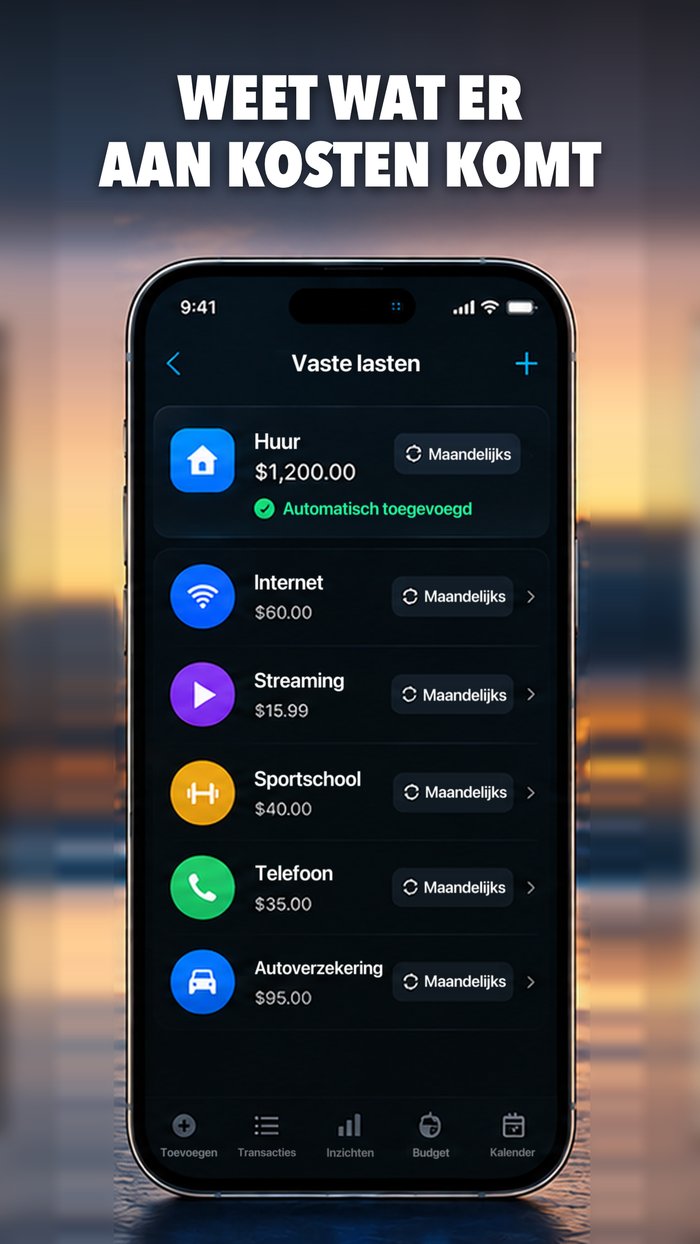 WEET WAT ER
AAN KOSTEN KOMT
9:41
Vaste lasten
Huur
$1,200.00
Maandelijks
Automatisch toegevoegd
Internet
$60.00
Maandelijks
Streaming
$15.99
Maandelijks
Sportschool
$40.00
Maandelijks
Telefoon
$35.00
Maandelijks
Autoverzekering
$95.00
Maandelijks
Toevoegen Transacties Inzichten Budget Kalender